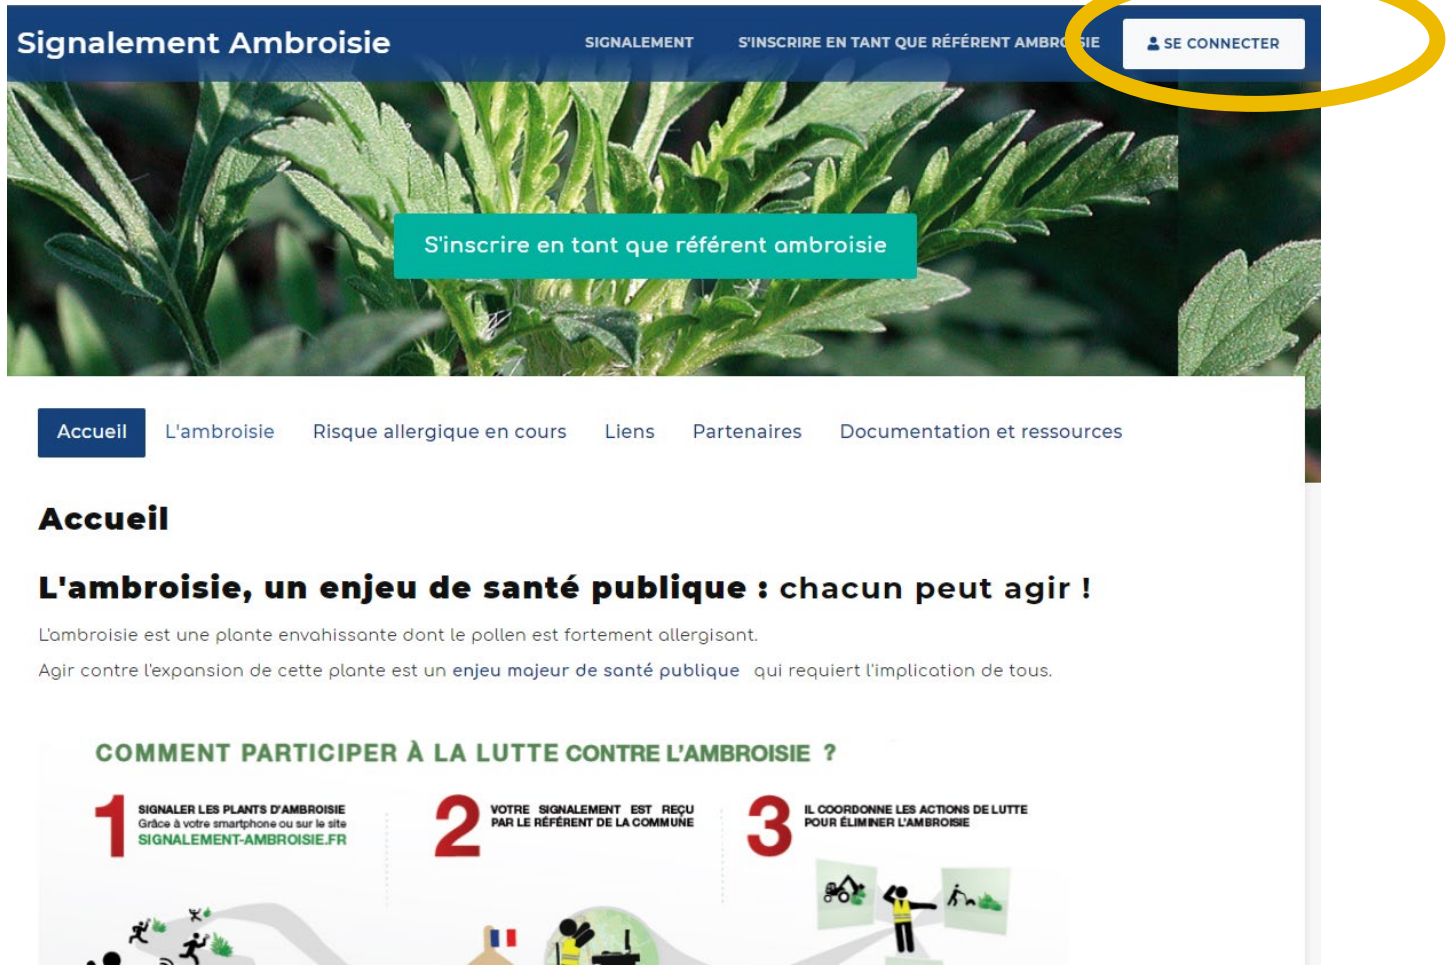 Signalement Ambroisie
SIGNALEMENT
S'INSCRIRE EN TANT QUE RÉFÉRENT AMBROISIE
SE CONNECTER
S'inscrire en tant que référent ambroisie
Accueil
L'ambroisie
Risque allergique en cours
Liens
Partenaires
Documentation et ressources
Accueil
L'ambroisie, un enjeu de santé publique : chacun peut agir !
L'ambroisie est une plante envahissante dont le pollen est fortement allergisant.
Agir contre l'expansion de cette plante est un enjeu majeur de santé publique qui requiert l'implication de tous.
COMMENT PARTICIPER À LA LUTTE CONTRE L'AMBROISIE ?
1
SIGNALER LES PLANTS D'AMBROISIE
Grâce à votre smartphone ou sur le site
SIGNALEMENT-AMBROISIE.FR
2
VOTRE SIGNALEMENT EST REÇU
PAR LE RÉFÉRENT DE LA COMMUNE
3
IL COORDONNE LES ACTIONS DE LUTTE
POUR ÉLIMINER L'AMBROISIE